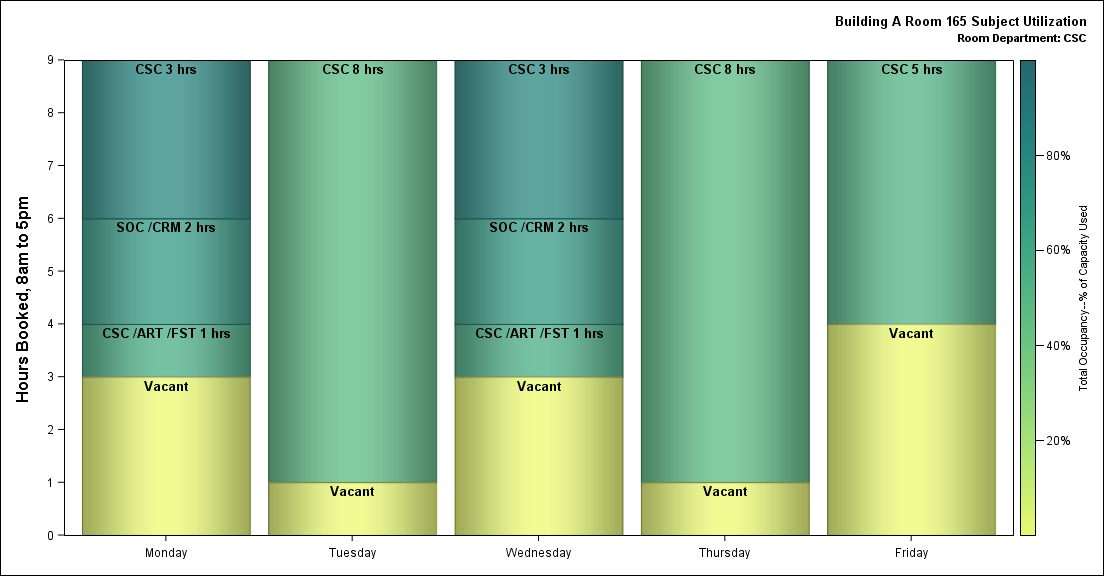 Building A Room 165 Subject Utilization
Room Department: CSC
Hours Booked, 8am to 5pm
9
8
7
6
5
4
3
2
1
0
CSC 3 hrs
SOC /CRM 2 hrs
CSC /ART /FST 1 hrs
Vacant
CSC 8 hrs
Vacant
CSC 3 hrs
SOC /CRM 2 hrs
CSC /ART /FST 1 hrs
Vacant
CSC 8 hrs
Vacant
CSC 5 hrs
Vacant
Monday
Tuesday
Wednesday
Thursday
Friday
80%
60%
40%
20%
Total Occupancy--% of Capacity Used